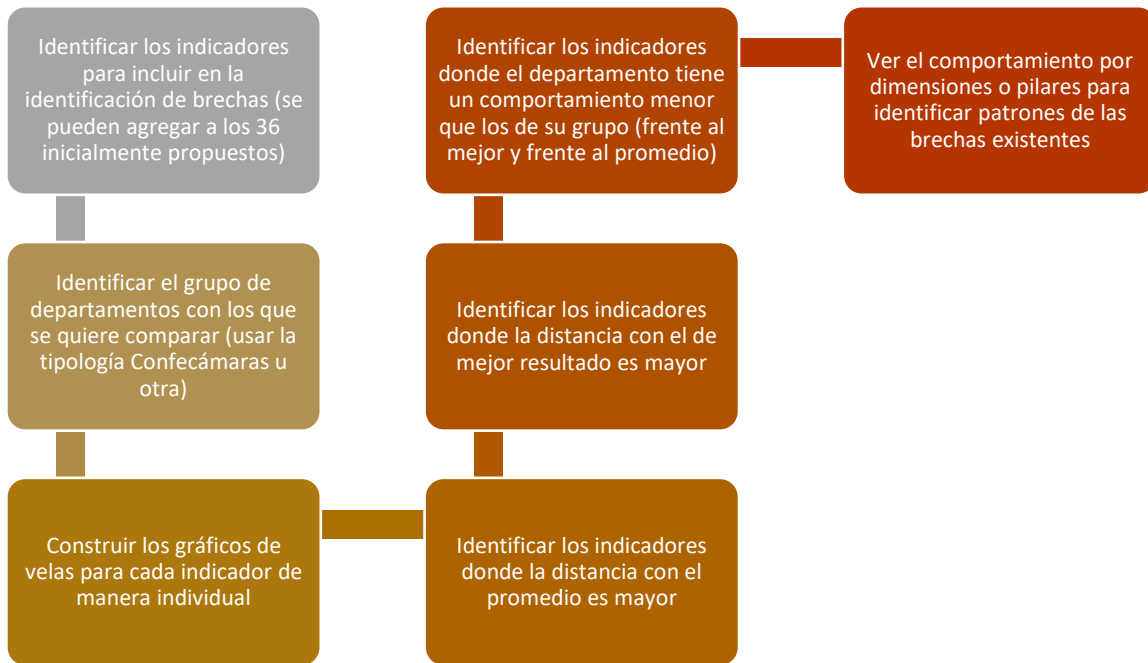 Identificar los indicadores
para incluir en la
identificación de brechas (se
pueden agregar a los 36
inicialmente propuestos)
Identificar el grupo de
departamentos con los que
se quiere comparar (usar la
tipología Confecámaras u
otra)
Construir los gráficos de
velas para cada indicador de
manera individual
Identificar los indicadores
donde la distancia con el
promedio es mayor
Identificar los indicadores
donde la distancia con el de
mejor resultado es mayor
Identificar los indicadores
donde el departamento tiene
un comportamiento menor
que los de su grupo (frente al
mejor y frente al promedio)
Ver el comportamiento por
dimensiones o pilares para
identificar patrones de las
brechas existentes